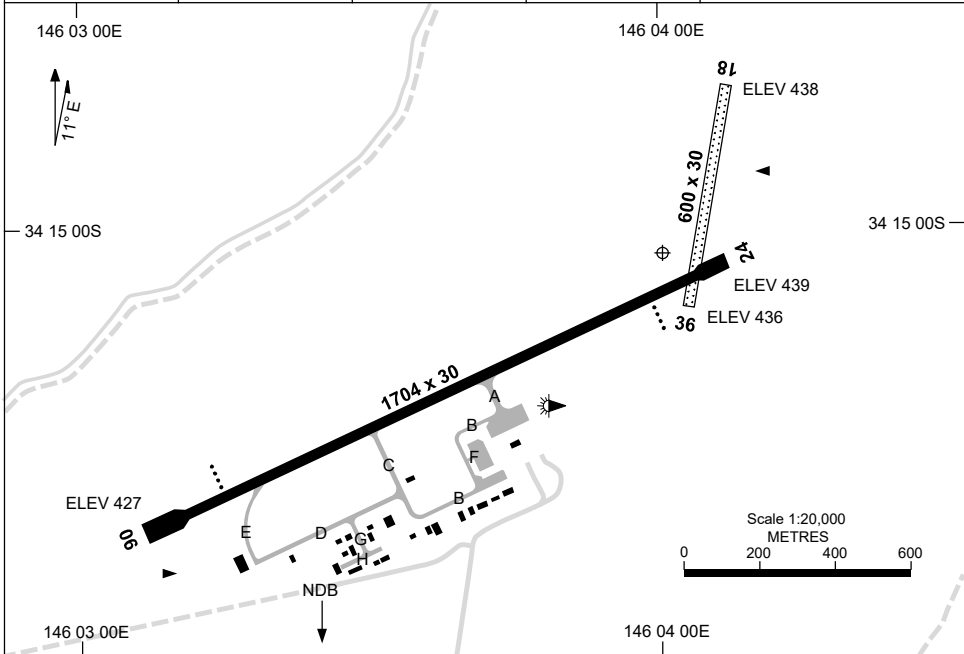 146 03 00E
146 04 00E
11° E
18
ELEV 438
600 x 30
34 15 00S
34 15 00S
24
ELEV 439
36
ELEV 436
1704 x 30
A
B
C
F
ELEV 427
B
06
E
D
G
H
Scale 1:20,000
METRES
0 200 400 600
NDB
146 03 00E
146 04 00E